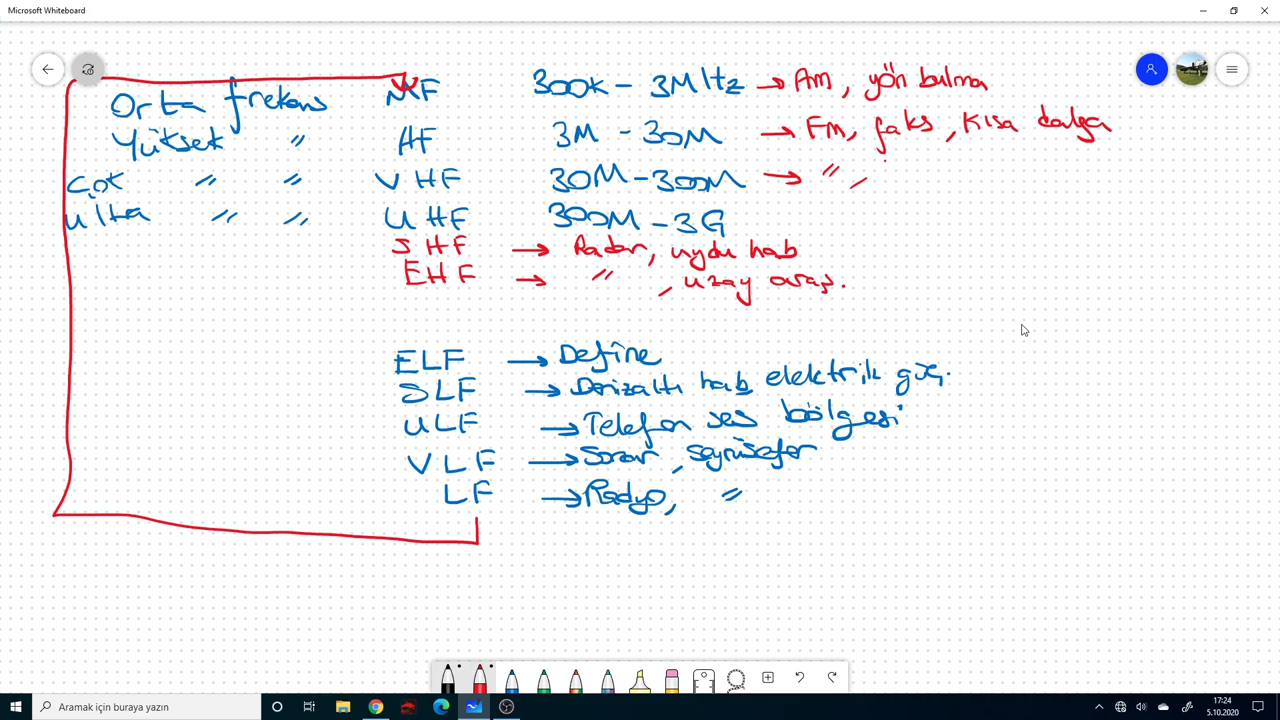 Microsoft Whiteboard
Orta frekans MF 300k - 3MHz → AM, yön bulma
Yüksek " HF 3M - 30M → FM, faks, kısa dalga
Çok " " VHF 30M - 300M → " ,
ultra " " UHF 300M - 3G
SHF → Radar, uydu hab
EHF → " , uzay araş.
ELF → Define
SLF → Denizaltı hab elektrik güç.
ULF → Telefon ses bölgesi
VLF → Sonar, seyrüsefer
LF → Radyo, "
Aramak için buraya yazın
17:24
5.10.2020